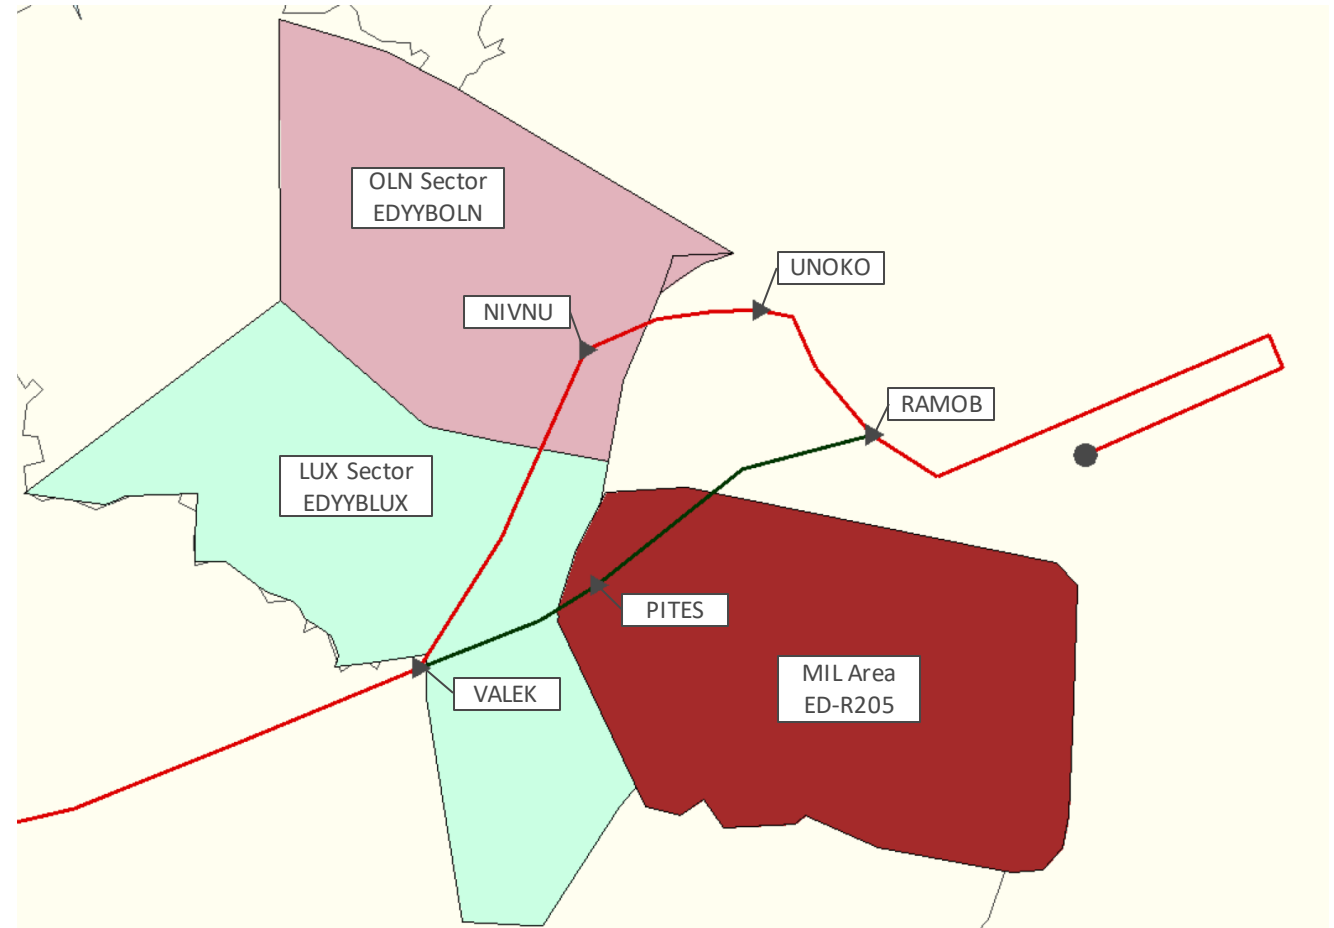 OLN Sector
EDYYBOLN
UNOKO
NIVNU
RAMOB
LUX Sector
EDYYBLUX
PITES
MIL Area
ED-R205
VALEK